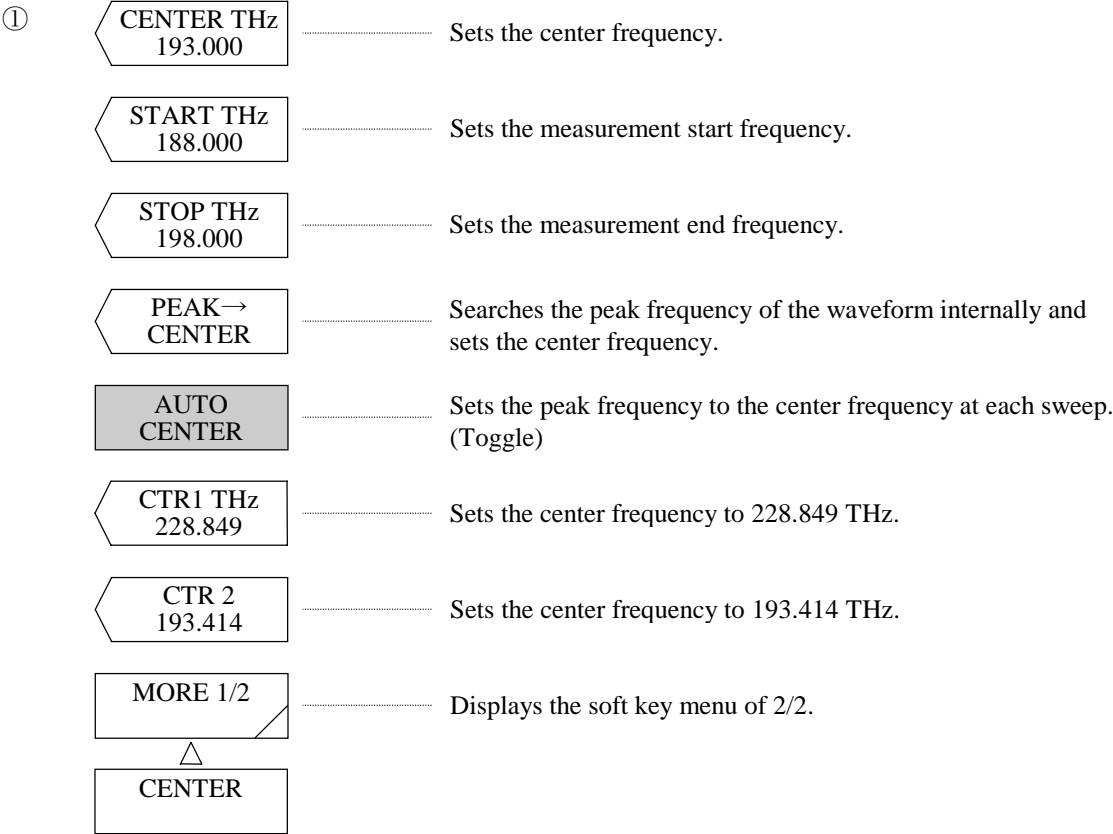 ①
CENTER THz
193.000
Sets the center frequency.
START THz
188.000
Sets the measurement start frequency.
STOP THz
198.000
Sets the measurement end frequency.
PEAK→
CENTER
Searches the peak frequency of the waveform internally and
sets the center frequency.
AUTO
CENTER
Sets the peak frequency to the center frequency at each sweep.
(Toggle)
CTR1 THz
228.849
Sets the center frequency to 228.849 THz.
CTR 2
193.414
Sets the center frequency to 193.414 THz.
MORE 1/2
Displays the soft key menu of 2/2.
CENTER